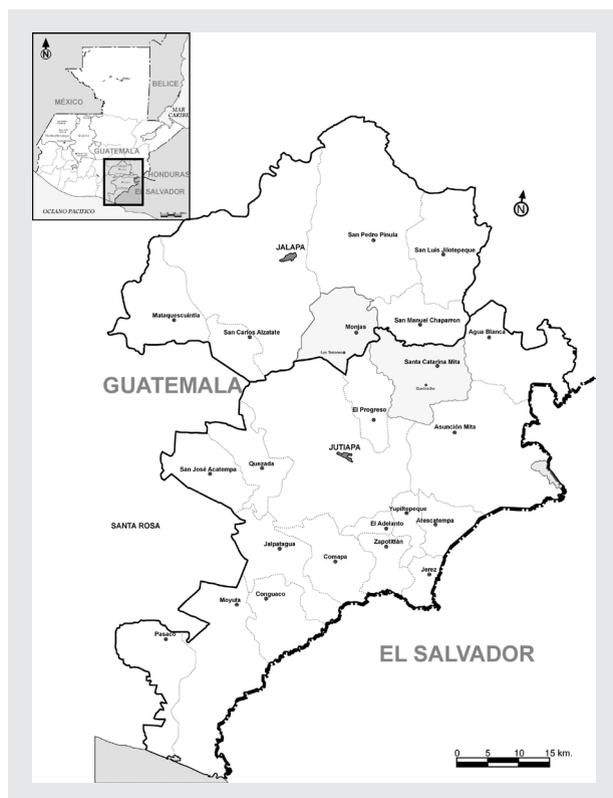 N
BELICE
MÉXICO
MAR
CARIBE
GUATEMALA
HONDURAS
EL SALVADOR
OCEANO PACIFICO
N
San Pedro Pinula
JALAPA
San Luis Jilotepeque
Mataquescuintla
San Manuel Chaparron
Monjas
San Carlos Alzatate
Agua Blanca
Santa Catarina Mita
GUATEMALA
El Progreso
Asunción Mita
JUTIAPA
Quezada
San José Acatempa
Yupiltepeque
SANTA ROSA
El Adelanto
Atescatempa
Jalpatagua
Zapotitlán
Comapa
Jerez
Conguaco
Moyuta
Pasaco
EL SALVADOR
0 5 10 15 km.